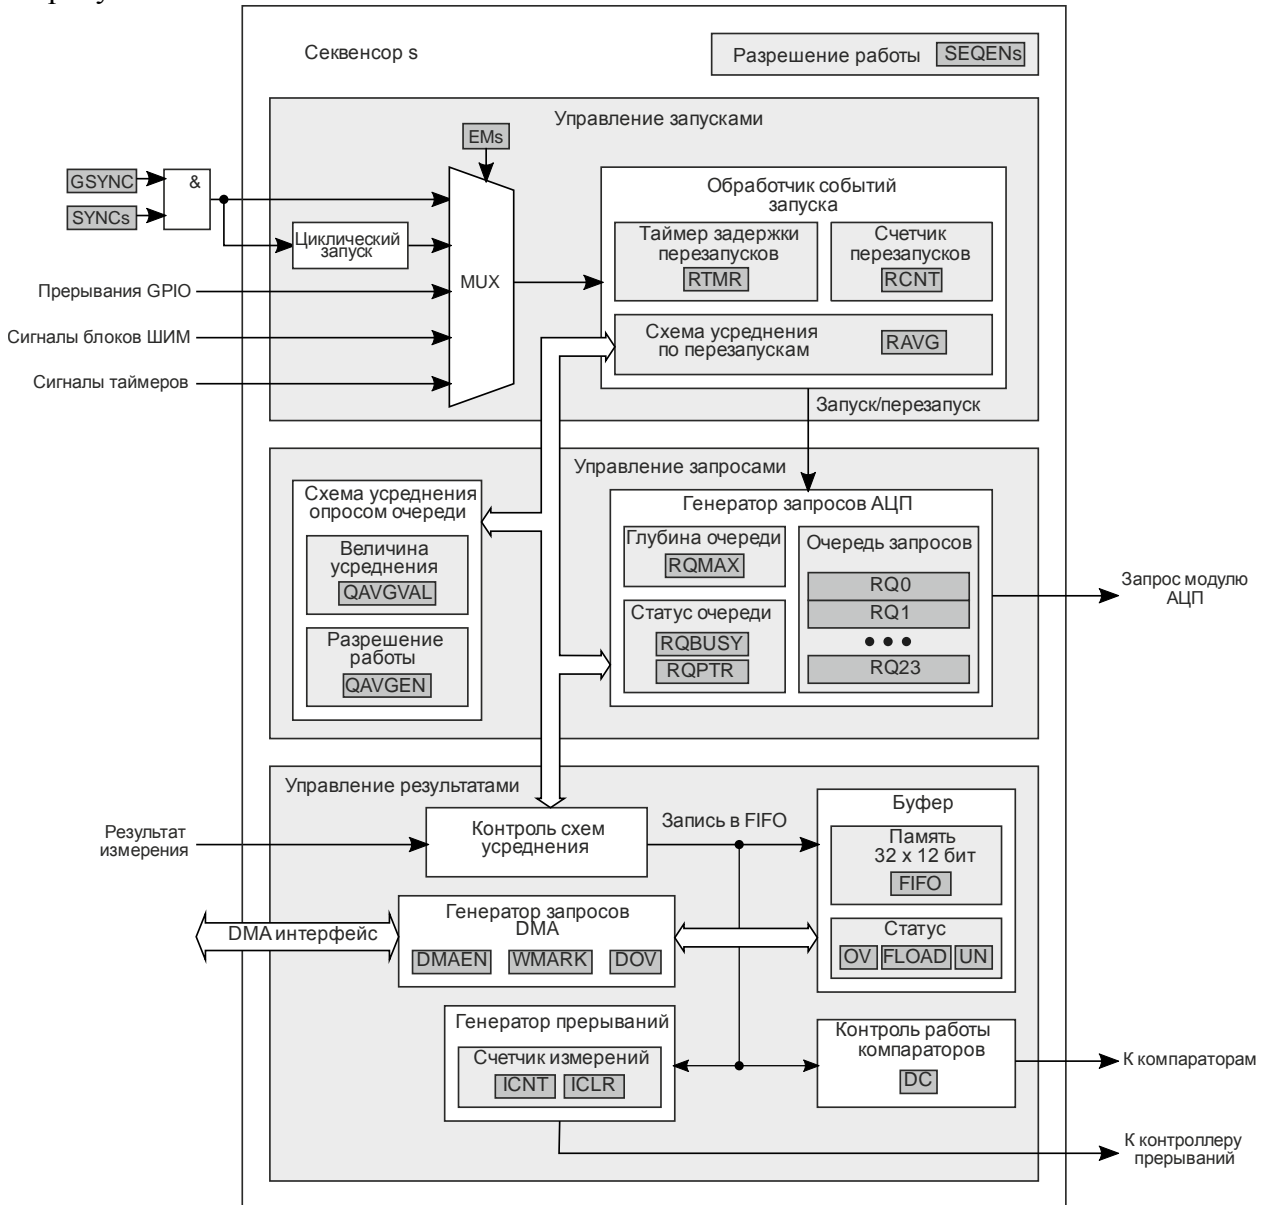 Секвенсор s
Разрешение работы SEQENs
Управление запусками
EMs
GSYNC
&
SYNCs
Циклический
запуск
MUX
Прерывания GPIO
Сигналы блоков ШИМ
Сигналы таймеров
Обработчик событий
запуска
Таймер задержки
перезапусков
RTMR
Счетчик
перезапусков
RCNT
Схема усреднения
по перезапускам
RAVG
Запуск/перезапуск
Управление запросами
Схема усреднения
опросом очереди
Величина
усреднения
QAVGVAL
Разрешение
работы
QAVGEN
Генератор запросов АЦП
Глубина очереди
RQMAX
Статус очереди
RQBUSY
RQPTR
Очередь запросов
RQ0
RQ1
RQ23
Запрос модулю
АЦП
Управление результатами
Результат
измерения
Контроль схем
усреднения
Запись в FIFO
Буфер
Память
32 x 12 бит
FIFO
Статус
OV FLOAD UN
DMA интерфейс
Генератор запросов
DMA
DMAEN WMARK DOV
Генератор прерываний
Счетчик измерений
ICNT ICLR
Контроль работы
компараторов
DC
К компараторам
К контроллеру
прерываний